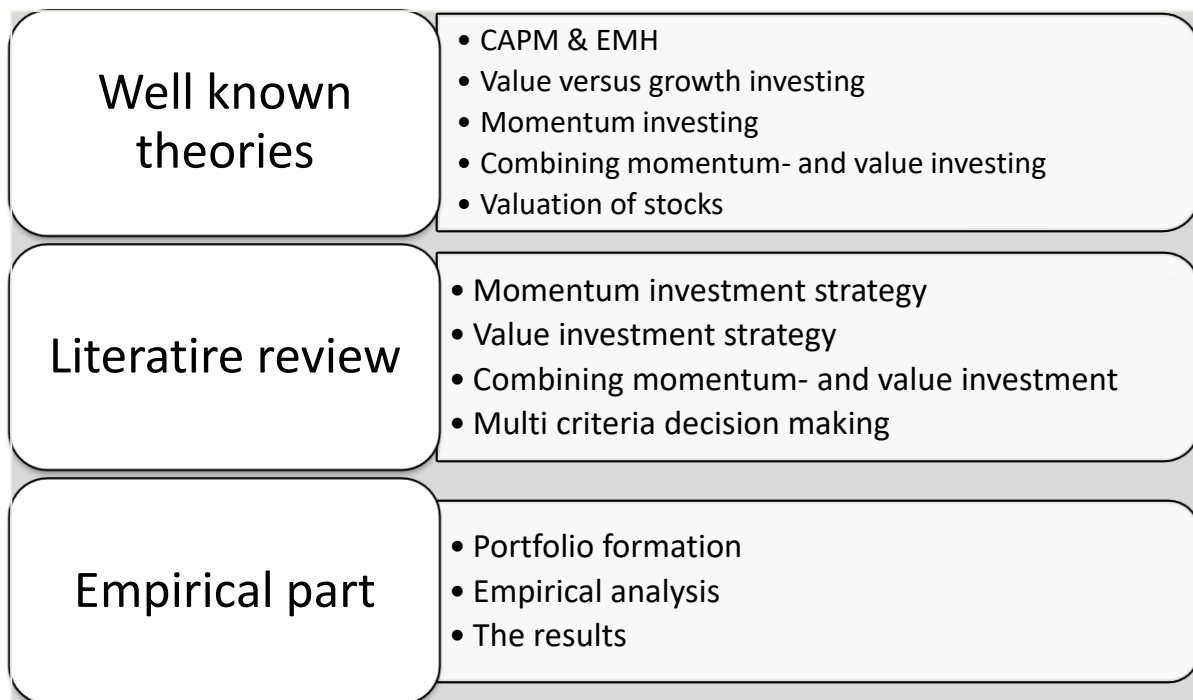 Well known
theories
• CAPM & EMH
• Value versus growth investing
• Momentum investing
• Combining momentum- and value investing
• Valuation of stocks
Literatire review
• Momentum investment strategy
• Value investment strategy
• Combining momentum- and value investment
• Multi criteria decision making
Empirical part
• Portfolio formation
• Empirical analysis
• The results